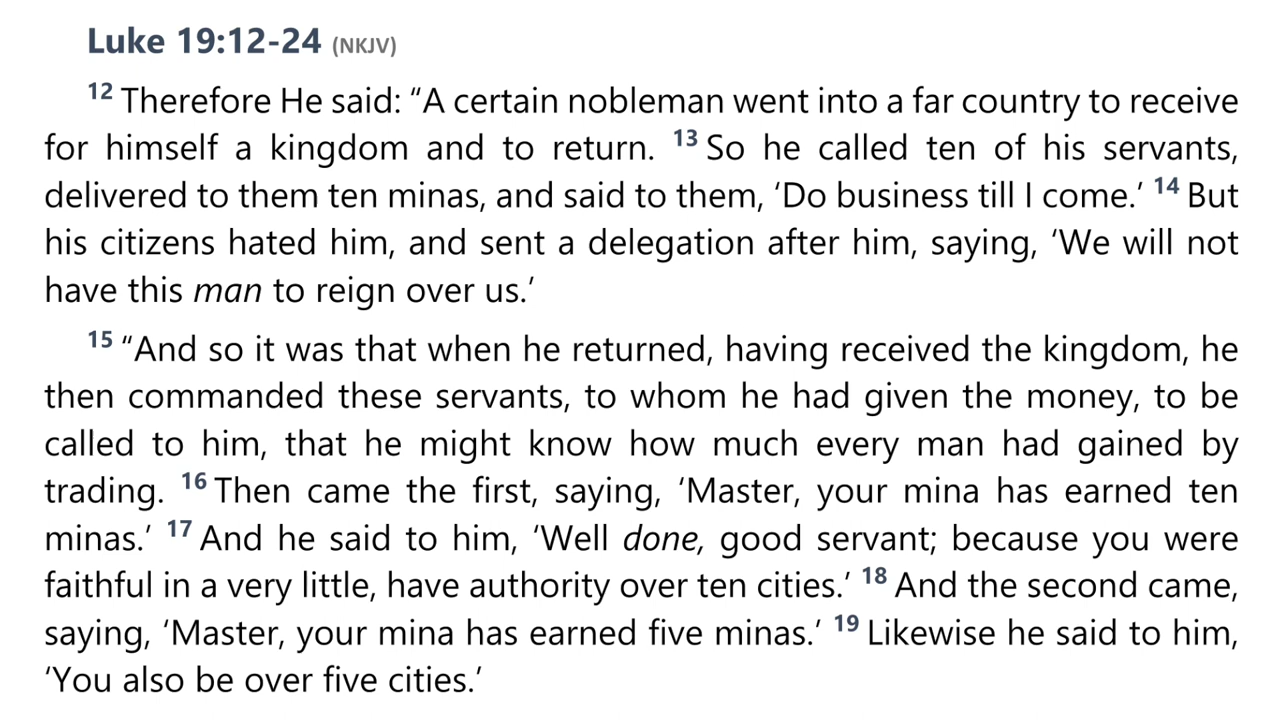 Luke 19:12-24 (NKJV)
12 Therefore He said: “A certain nobleman went into a far country to receive
for himself a kingdom and to return. 13 So he called ten of his servants,
delivered to them ten minas, and said to them, ‘Do business till I come.’ 14 But
his citizens hated him, and sent a delegation after him, saying, ‘We will not
have this man to reign over us.’
15 “And so it was that when he returned, having received the kingdom, he
then commanded these servants, to whom he had given the money, to be
called to him, that he might know how much every man had gained by
trading. 16 Then came the first, saying, ‘Master, your mina has earned ten
minas.’ 17 And he said to him, ‘Well done, good servant; because you were
faithful in a very little, have authority over ten cities.’ 18 And the second came,
saying, ‘Master, your mina has earned five minas.’ 19 Likewise he said to him,
‘You also be over five cities.’